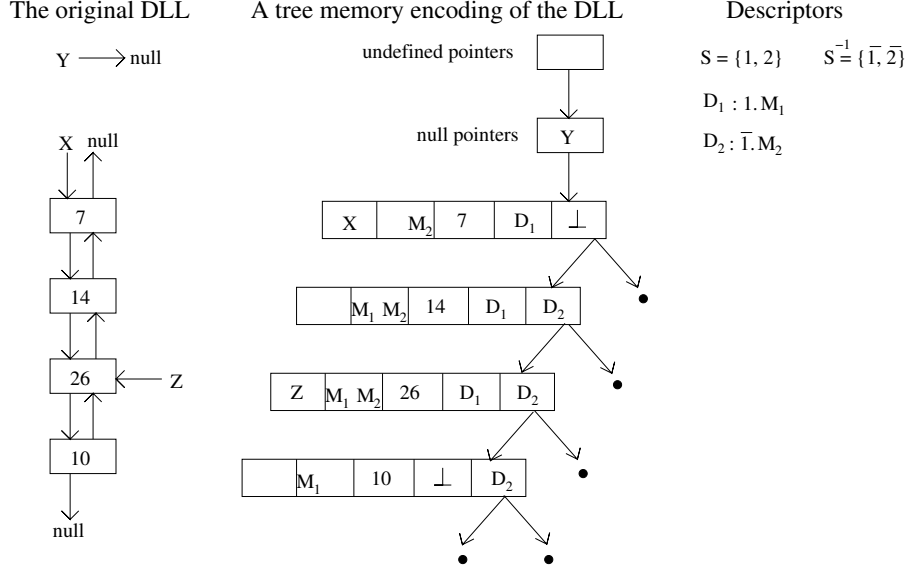 The original DLL
A tree memory encoding of the DLL
Descriptors
Y
null
undefined pointers
S = {1, 2}
S⁻¹ = {1̅, 2̅}
D₁ : 1.M₁
null pointers
Y
D₂ : 1̅.M₂
X
null
7
X
M₂
7
D₁
⊥
14
M₁ M₂
14
D₁
D₂
26
Z
Z
M₁ M₂
26
D₁
D₂
10
M₁
10
⊥
D₂
null